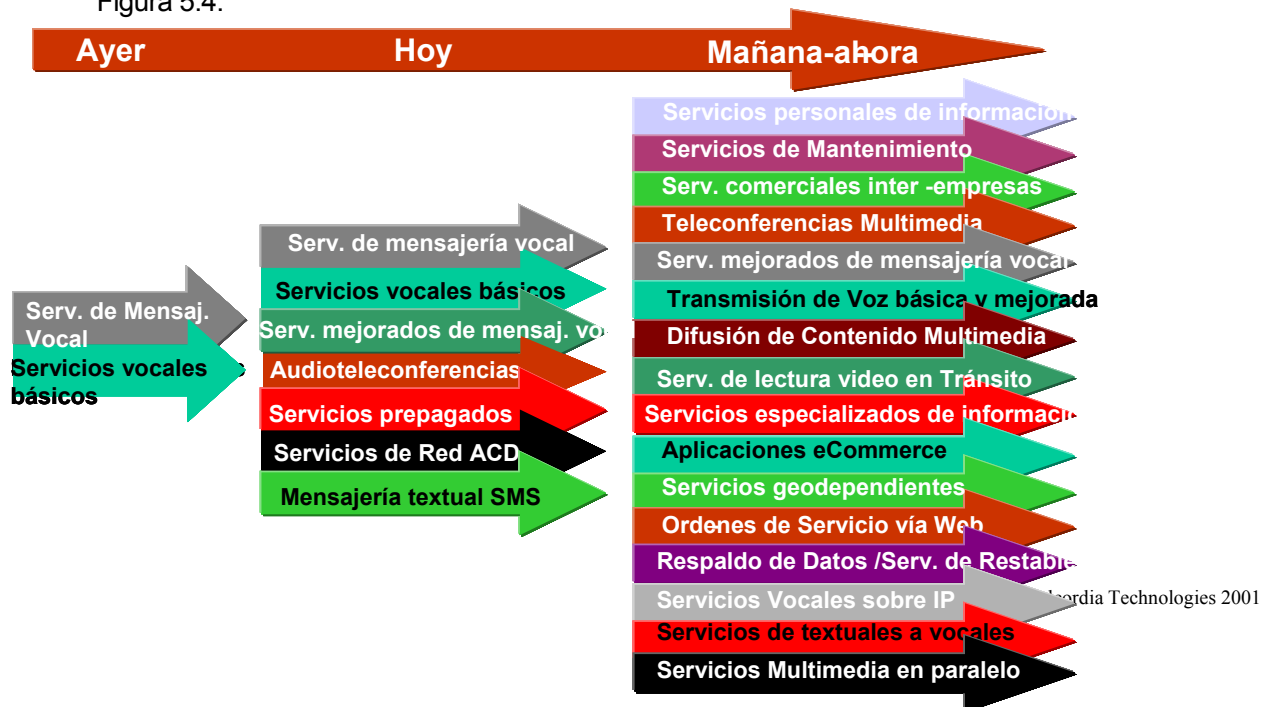 Figura 5.4.
Ayer Hoy Mañana-ahora
Serv. de Mensaj.
Vocal
Servicios vocales
básicos
Serv. de mensajería vocal
Servicios vocales básicos
Serv. mejorados de mensaj. vo
Audioteleconferencias
Servicios prepagados
Servicios de Red ACD
Mensajería textual SMS
Servicios personales de información
Servicios de Mantenimiento
Serv. comerciales inter -empresas
Teleconferencias Multimedia
Serv. mejorados de mensajería vocal
Transmisión de Voz básica y mejorada
Difusión de Contenido Multimedia
Serv. de lectura video en Tránsito
Servicios especializados de informaci
Aplicaciones eCommerce
Servicios geodependientes
Ordenes de Servicio vía Web
Respaldo de Datos /Serv. de Restable
Servicios Vocales sobre IP
Technologies 2001
Servicios de textuales a vocales
Servicios Multimedia en paralelo